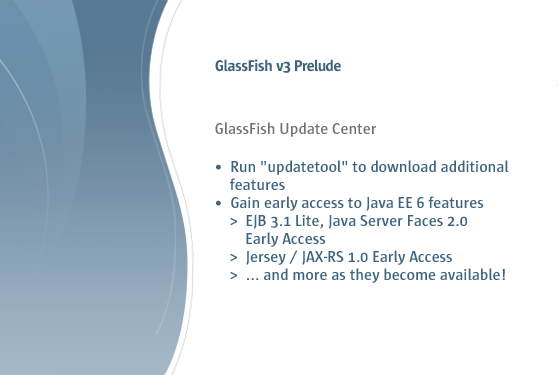 GlassFish v3 Prelude
GlassFish Update Center
• Run "updatetool" to download additional
features
• Gain early access to Java EE 6 features
> EJB 3.1 Lite, Java Server Faces 2.0
Early Access
> Jersey / JAX-RS 1.0 Early Access
> ... and more as they become available!